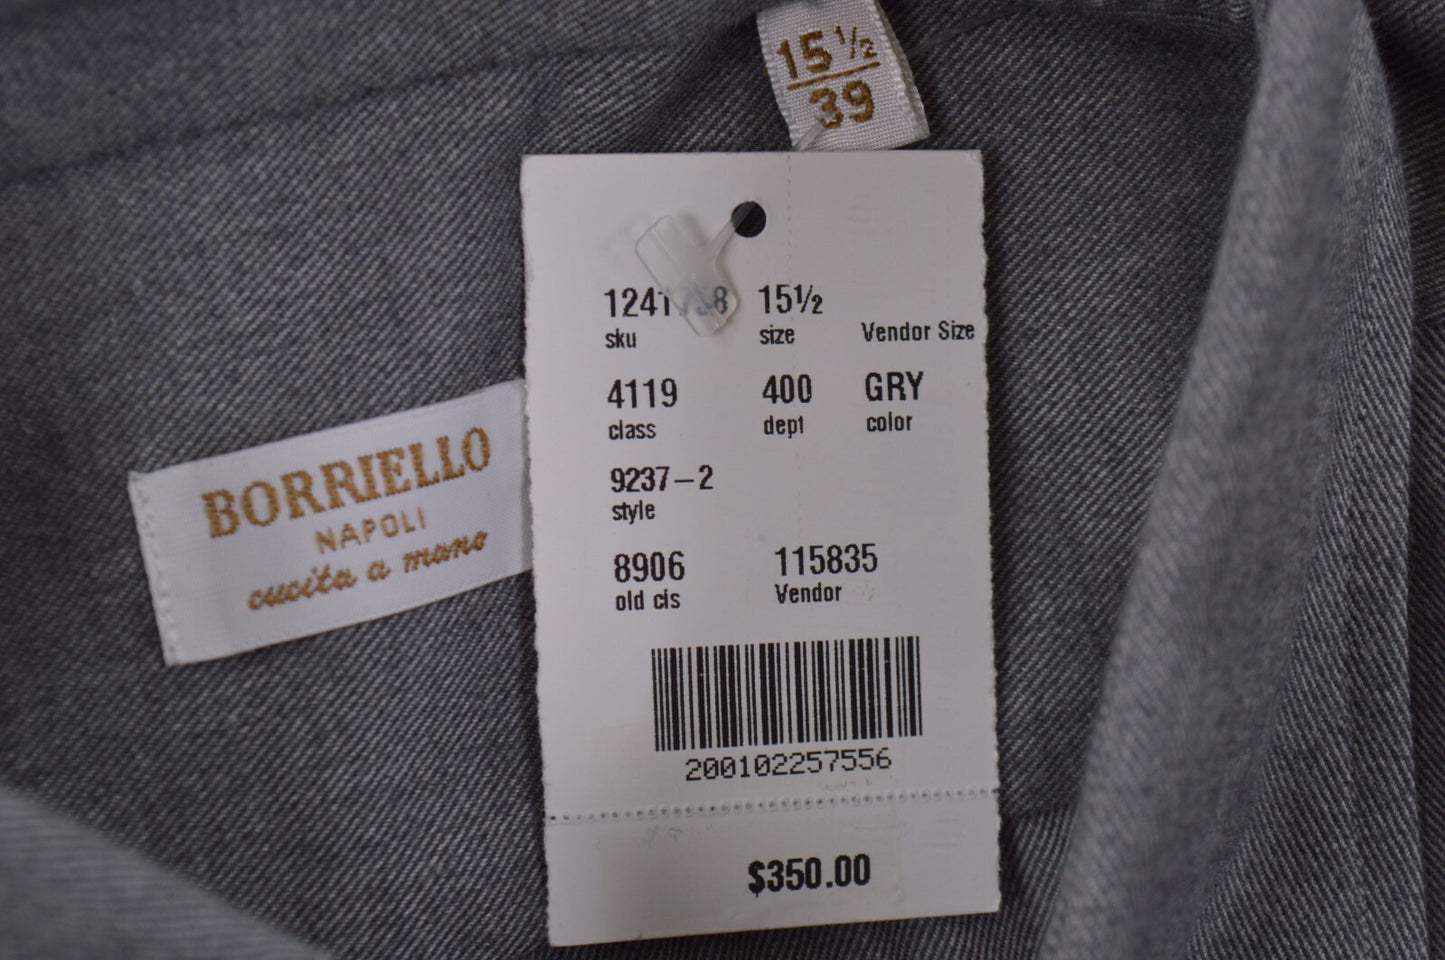 15 1/2
39
15½
sku
size
Vendor Size
4119
400
GRY
class
dept
color
9237-2
style
8906
115835
old cls
Vendor
200102257556
$350.00
BORRIELLO
NAPOLI
cucita a mano